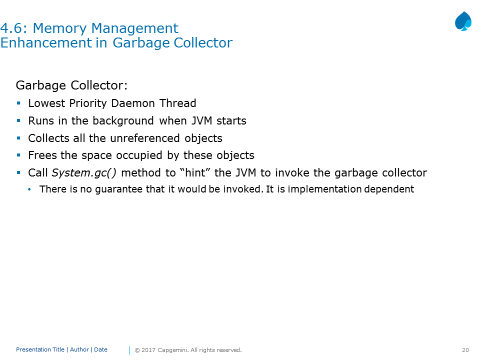 4.6: Memory Management
Enhancement in Garbage Collector
Garbage Collector:
▪ Lowest Priority Daemon Thread
▪ Runs in the background when JVM starts
▪ Collects all the unreferenced objects
▪ Frees the space occupied by these objects
▪ Call System.gc() method to “hint” the JVM to invoke the garbage collector
• There is no guarantee that it would be invoked. It is implementation dependent
Presentation Title | Author | Date
© 2017 Capgemini. All rights reserved.
20